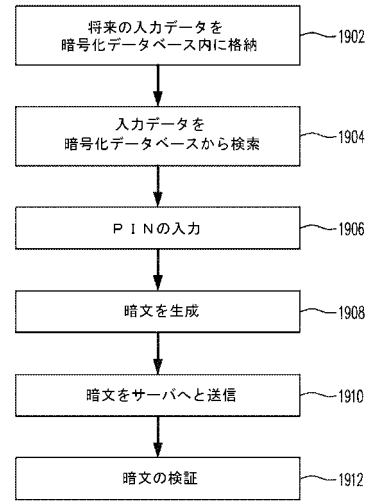 将来の入力データを
暗号化データベース内に格納
1902
入力データを
暗号化データベースから検索
1904
PINの入力
1906
暗文を生成
1908
暗文をサーバへと送信
1910
暗文の検証
1912